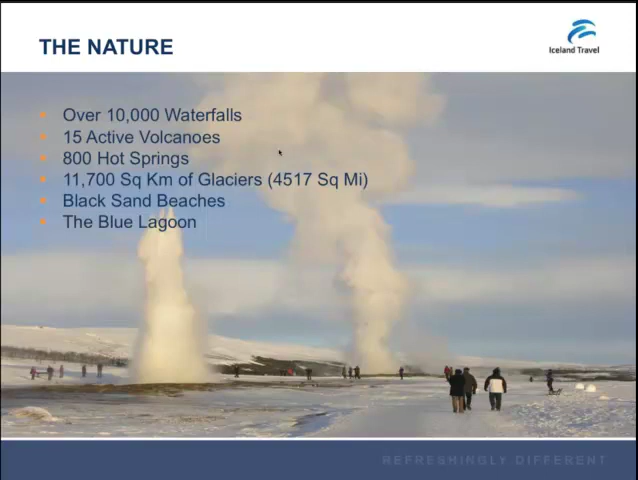 THE NATURE
Iceland Travel
Over 10,000 Waterfalls
15 Active Volcanoes
800 Hot Springs
11,700 Sq Km of Glaciers (4517 Sq Mi)
Black Sand Beaches
The Blue Lagoon
REFRESHINGLY DIFFERENT